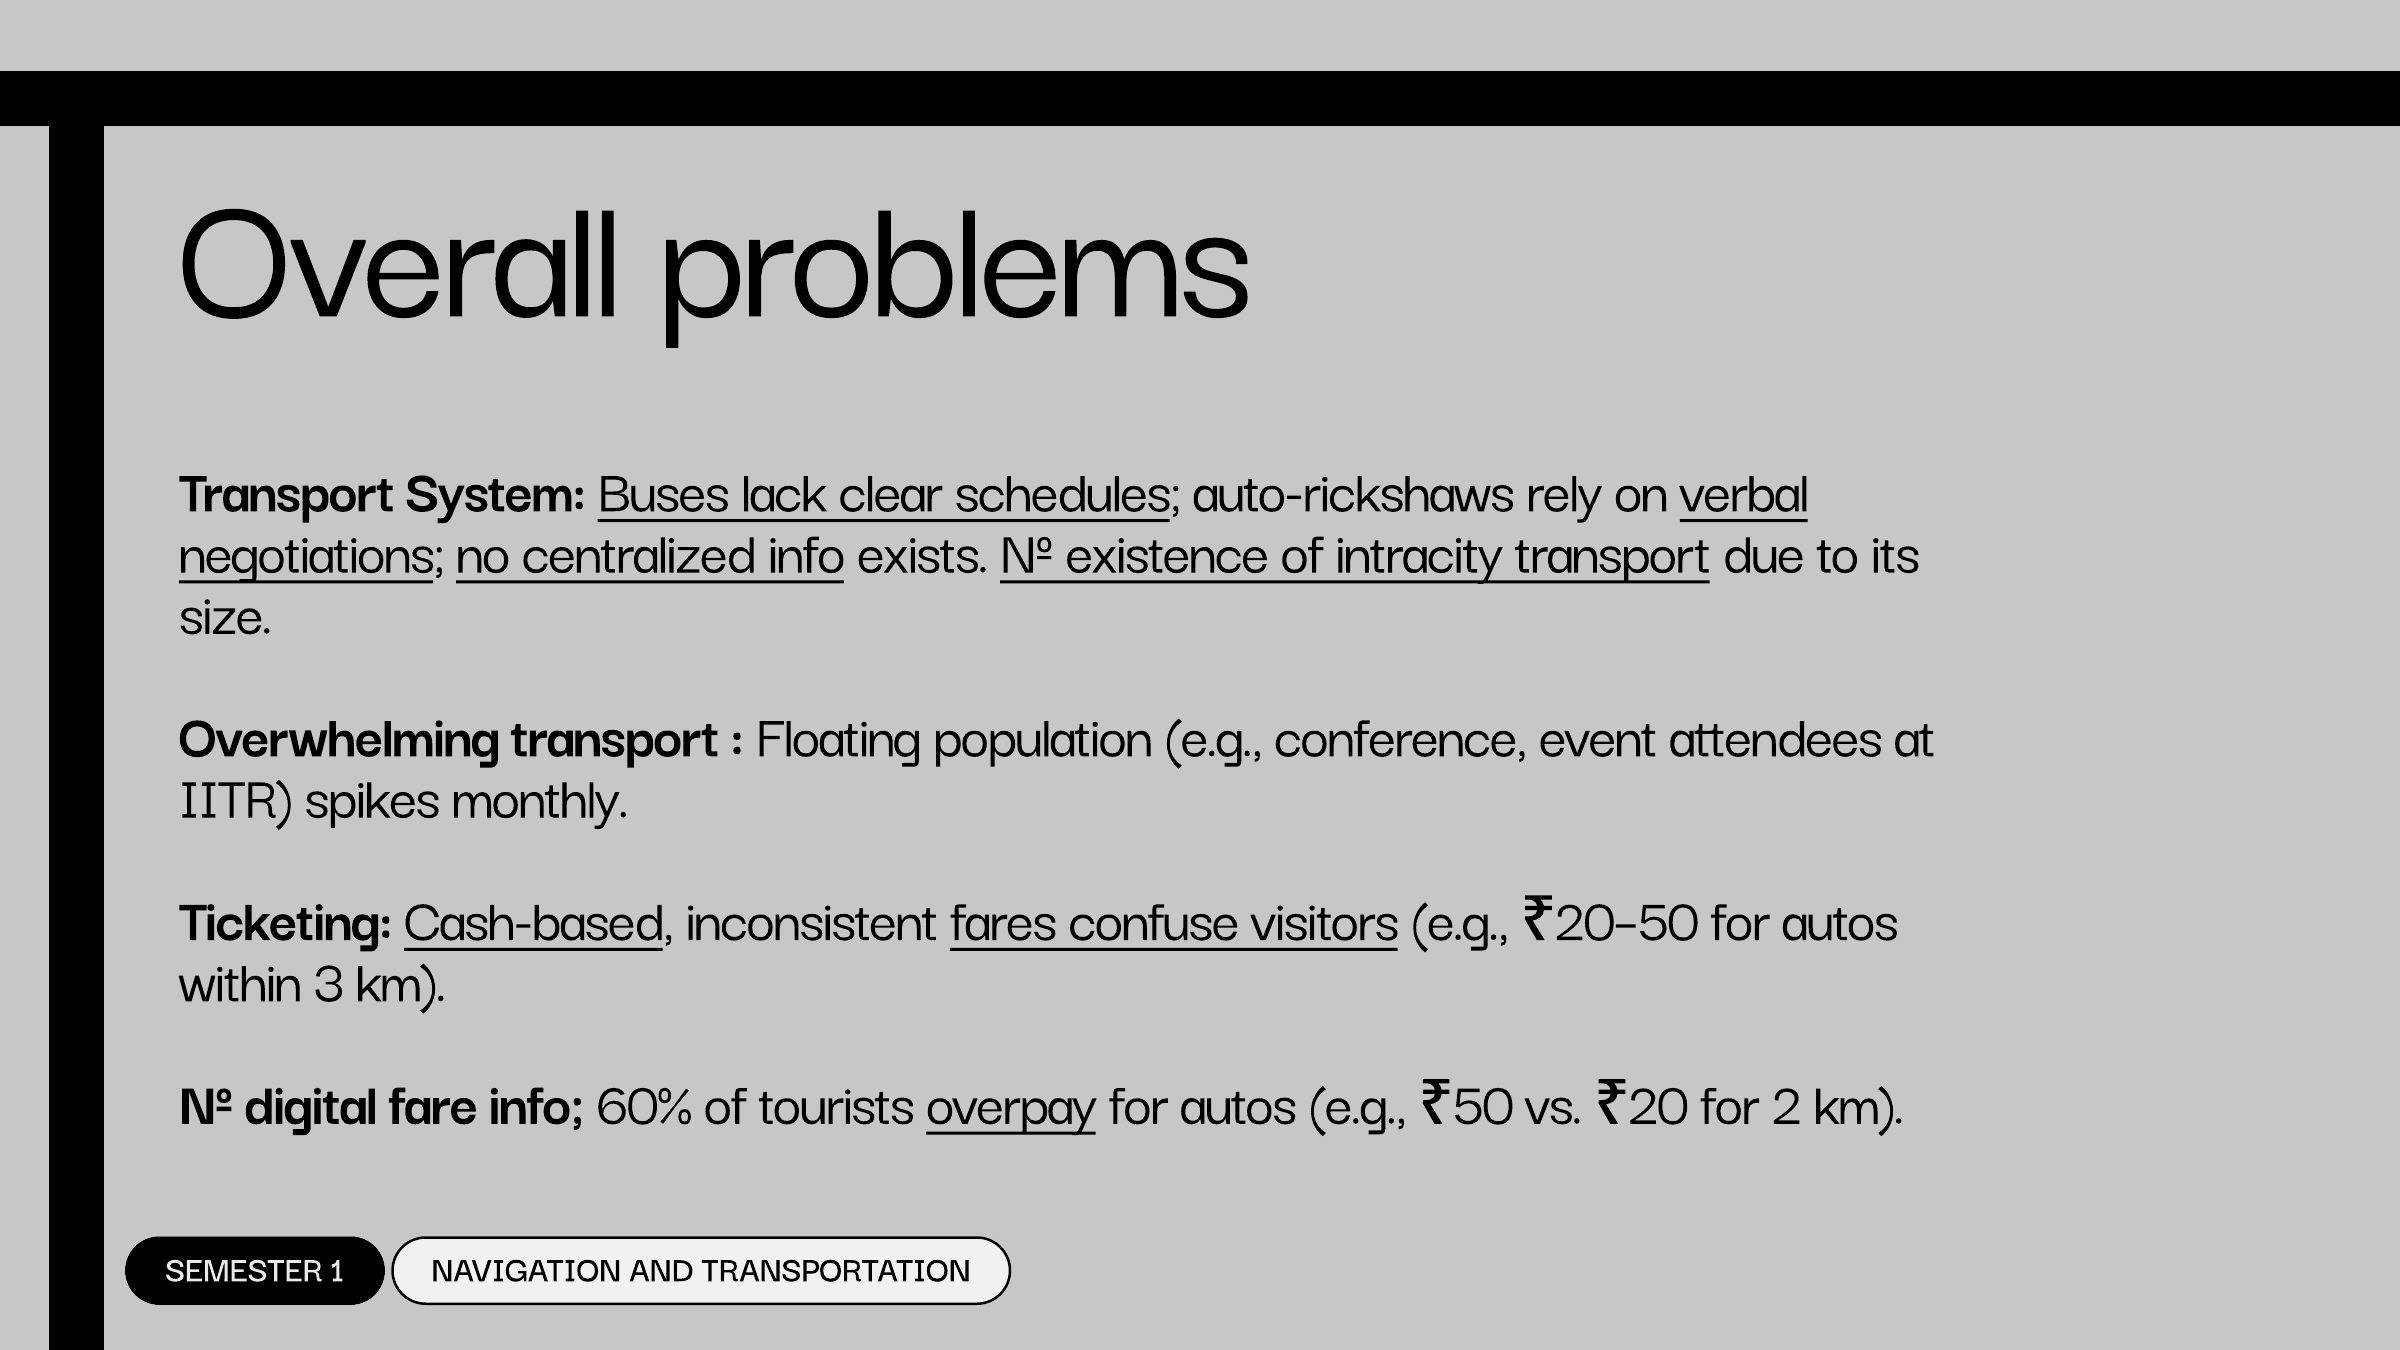 Overall problems
Transport System: Buses lack clear schedules; auto-rickshaws rely on verbal
negotiations; no centralized info exists. Nº existence of intracity transport due to its
size.
Overwhelming transport : Floating population (e.g., conference, event attendees at
IITR) spikes monthly.
Ticketing: Cash-based, inconsistent fares confuse visitors (e.g., ₹20–50 for autos
within 3 km).
Nº digital fare info; 60% of tourists overpay for autos (e.g., ₹50 vs. ₹20 for 2 km).
SEMESTER 1
NAVIGATION AND TRANSPORTATION